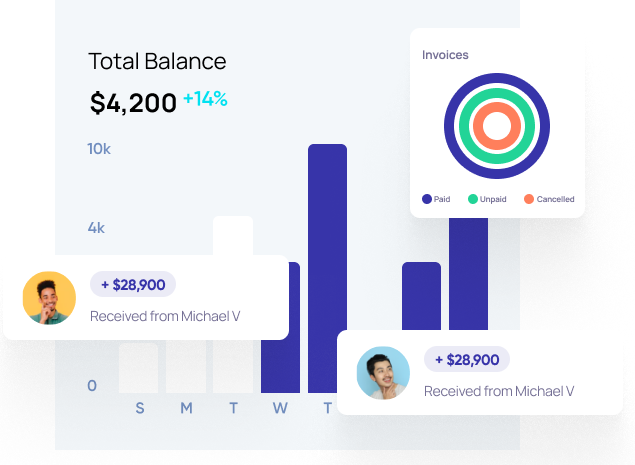 Total Balance
$4,200 +14%
Invoices
Paid Unpaid Cancelled
10k
4k
0
+ $28,900
Received from Michael V
+ $28,900
Received from Michael V
S M T W T